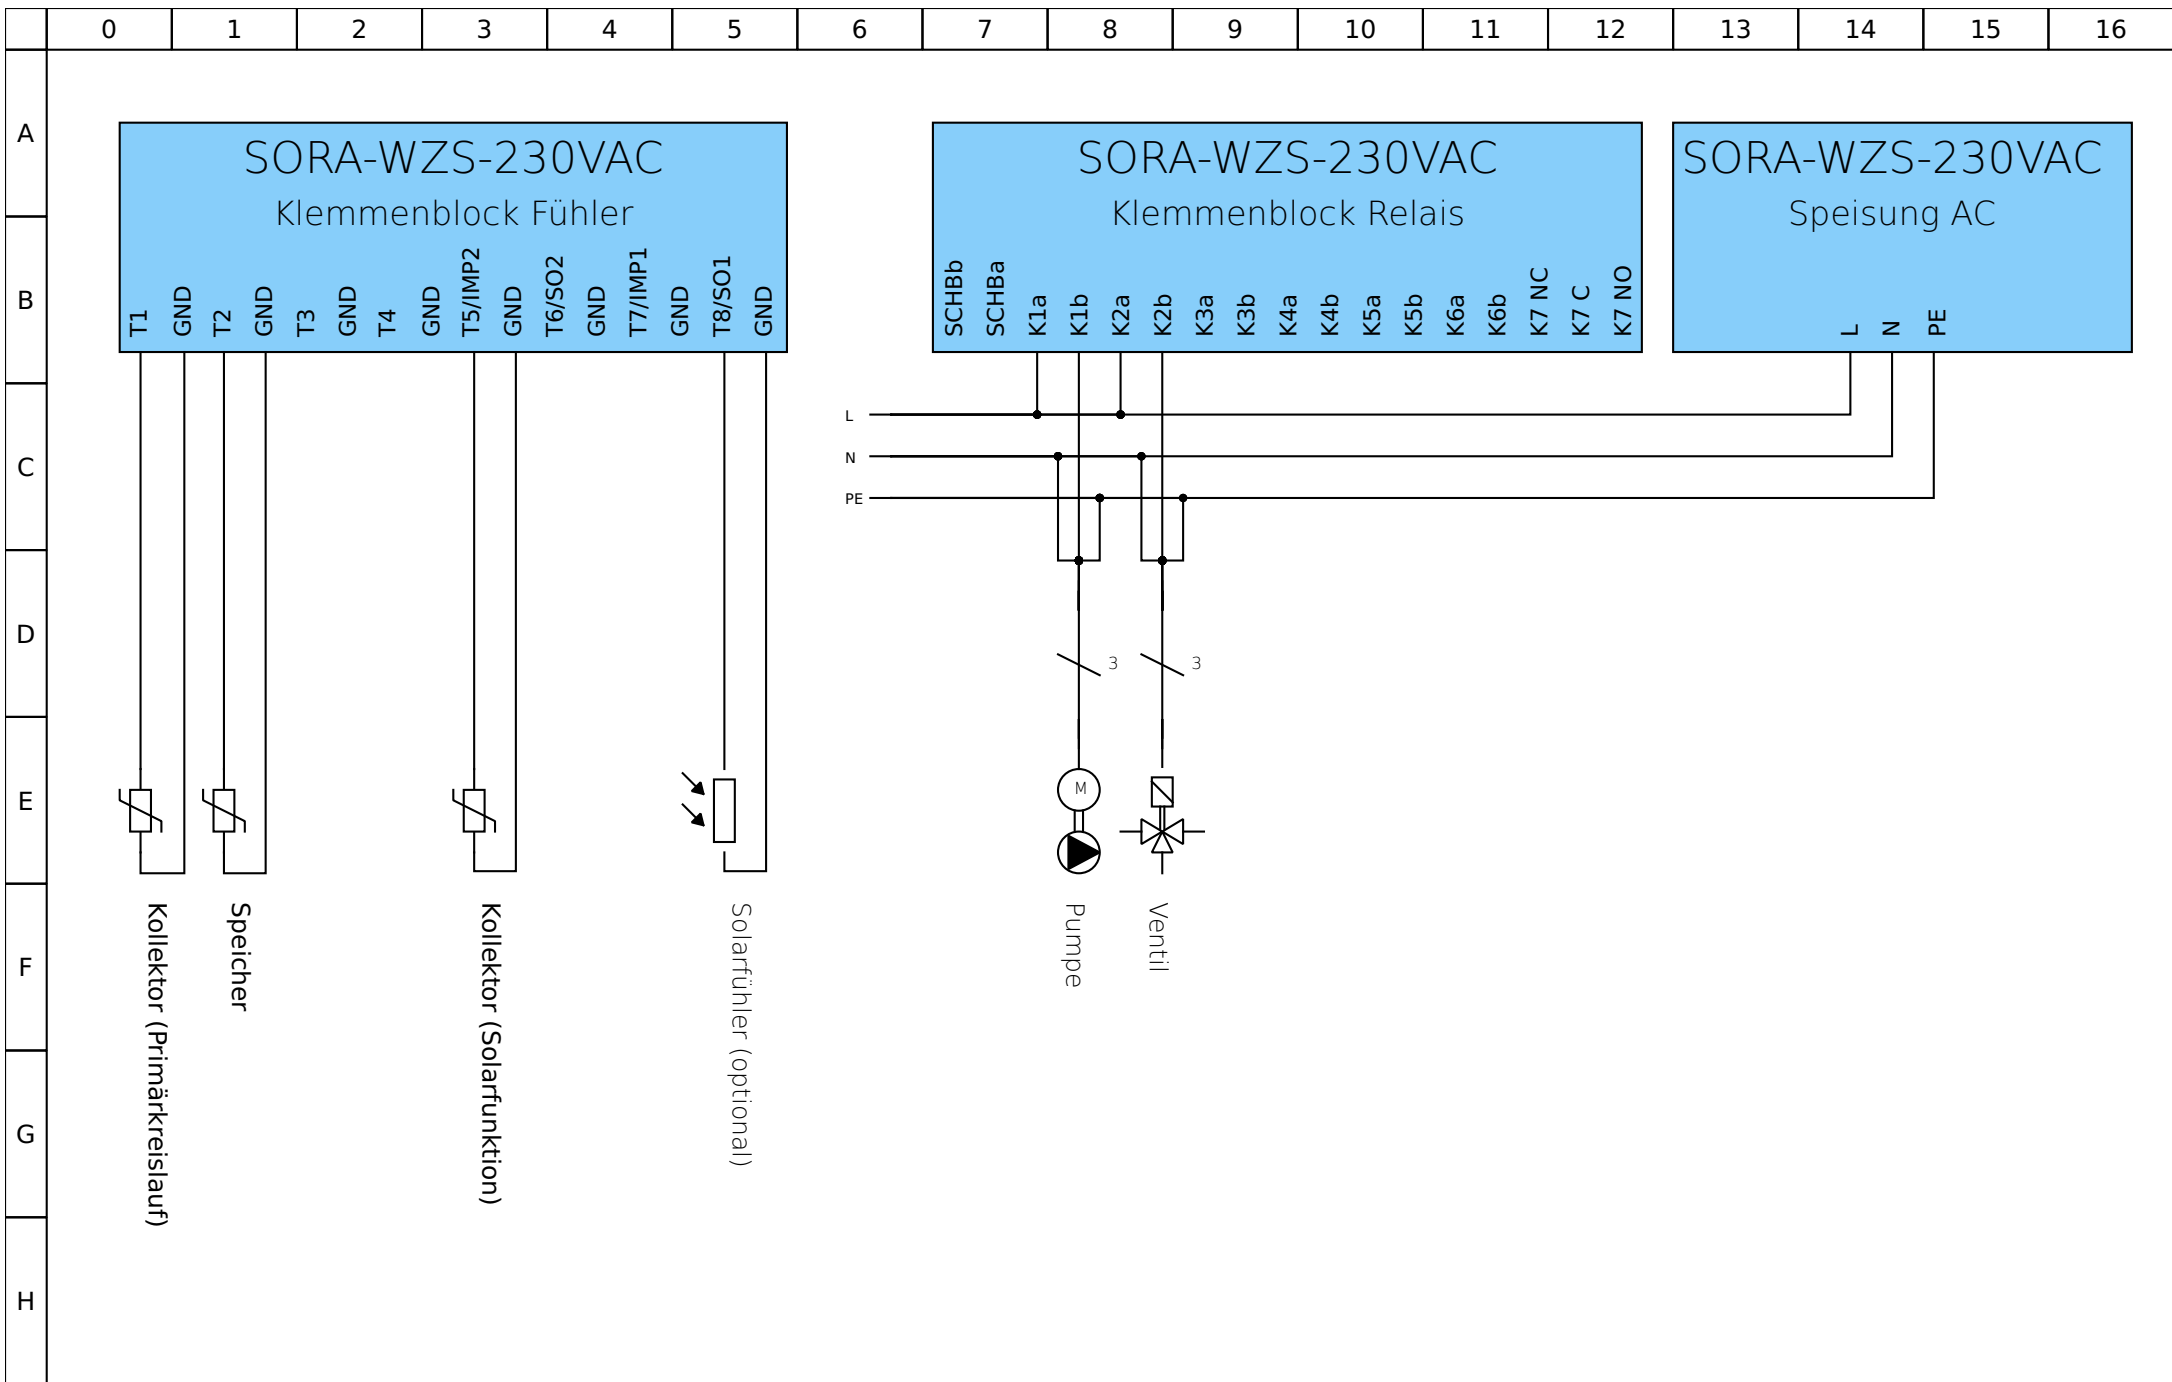 0 1 2 3 4 5 6 7 8 9 10 11 12 13 14 15 16
A
B
C
D
E
F
G
H
SORA-WZS-230VAC
Klemmenblock Fühler
T1 GND T2 GND T3 GND T4 GND T5/IMP2 GND T6/SO2 GND T7/IMP1 GND T8/SO1 GND
SORA-WZS-230VAC
Klemmenblock Relais
SCHBb SCHBa K1a K1b K2a K2b K3a K3b K4a K4b K5a K5b K6a K6b K7 NC K7 C K7 NO
SORA-WZS-230VAC
Speisung AC
L N PE
L
N
PE
3 3
M
Kollektor (Primärkreislauf)
Speicher
Kollektor (Solarfunktion)
Solarfühler (optional)
Pumpe
Ventil